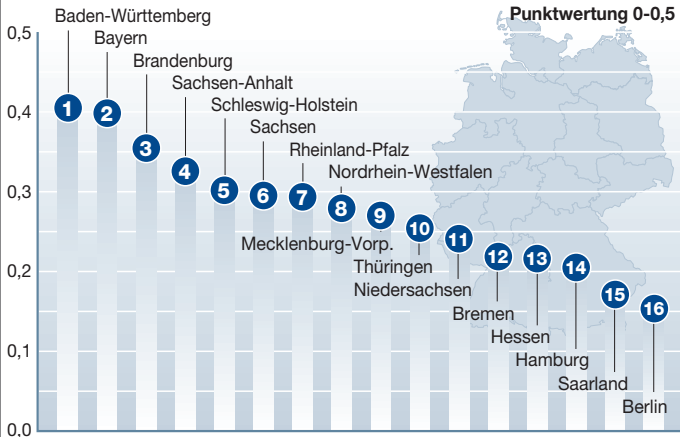 Punktwertung 0-0,5
0,5
0,4
0,3
0,2
0,1
0,0
Baden-Württemberg
Bayern
Brandenburg
Sachsen-Anhalt
Schleswig-Holstein
Sachsen
Rheinland-Pfalz
Nordrhein-Westfalen
Mecklenburg-Vorp.
Thüringen
Niedersachsen
Bremen
Hessen
Hamburg
Saarland
Berlin
1
2
3
4
5
6
7
8
9
10
11
12
13
14
15
16